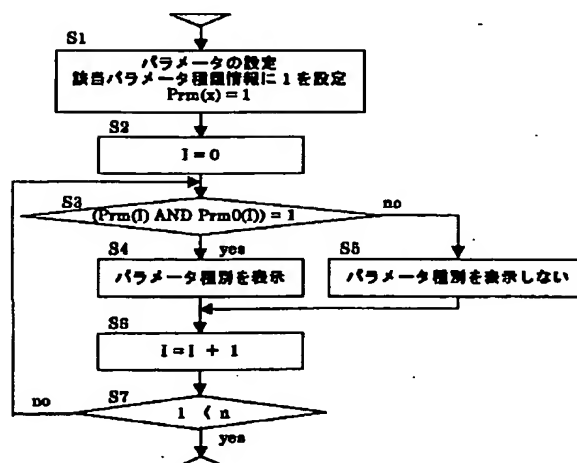 S1
パラメータの設定
該当パラメータ種類情報に 1 を設定
Prm(x) = 1
S2
I = 0
S3
(Prm(I) AND Prm0(I)) = 1
no
S4
yes
S5
パラメータ種別を表示
パラメータ種別を表示しない
S6
I = I + 1
S7
no
1 < n
yes